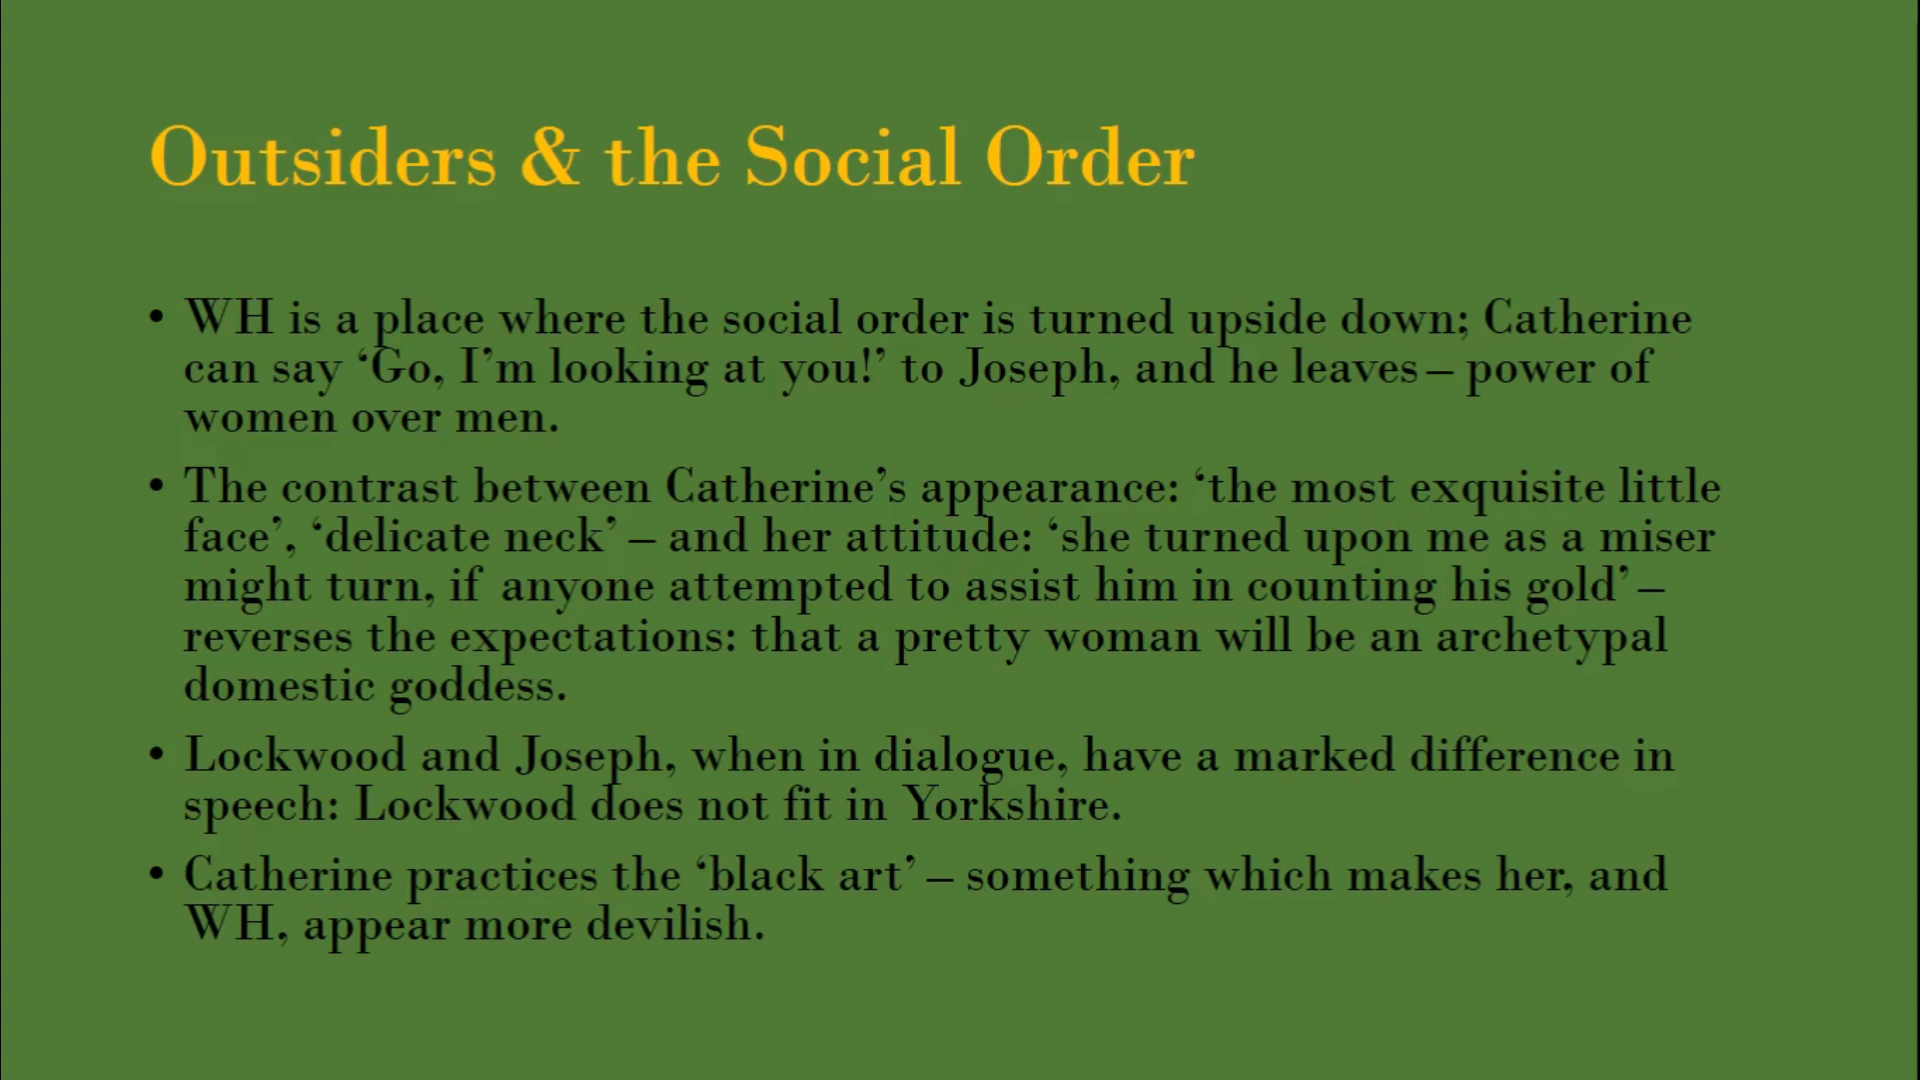 Outsiders & the Social Order
• WH is a place where the social order is turned upside down; Catherine
can say ‘Go, I’m looking at you!’ to Joseph, and he leaves – power of
women over men.
• The contrast between Catherine’s appearance: ‘the most exquisite little
face’, ‘delicate neck’ – and her attitude: ‘she turned upon me as a miser
might turn, if anyone attempted to assist him in counting his gold’ –
reverses the expectations: that a pretty woman will be an archetypal
domestic goddess.
• Lockwood and Joseph, when in dialogue, have a marked difference in
speech: Lockwood does not fit in Yorkshire.
• Catherine practices the ‘black art’ – something which makes her, and
WH, appear more devilish.